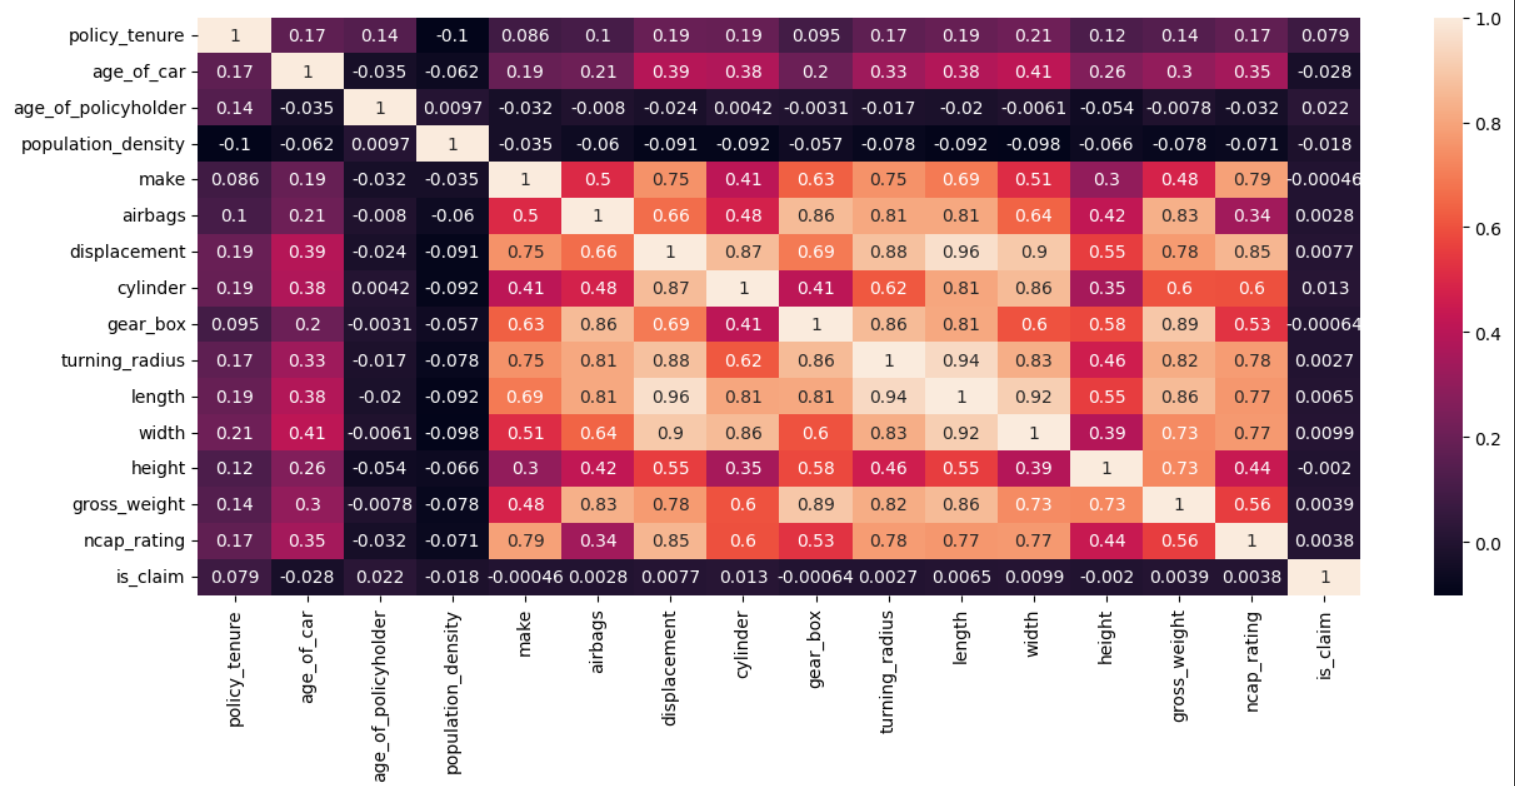 policy_tenure 1 0.17 0.14 -0.1 0.086 0.1 0.19 0.19 0.095 0.17 0.19 0.21 0.12 0.14 0.17 0.079 1.0
age_of_car 0.17 1 -0.035 -0.062 0.19 0.21 0.39 0.38 0.2 0.33 0.38 0.41 0.26 0.3 0.35 -0.028
age_of_policyholder 0.14 -0.035 1 0.0097 -0.032 -0.008 -0.024 0.0042 -0.0031 -0.017 -0.02 -0.0061 -0.054 -0.0078 -0.032 0.022
0.8
population_density -0.1 -0.062 0.0097 1 -0.035 -0.06 -0.091 -0.092 -0.057 -0.078 -0.092 -0.098 -0.066 -0.078 -0.071 -0.018
make 0.086 0.19 -0.032 -0.035 1 0.5 0.75 0.41 0.63 0.75 0.69 0.51 0.3 0.48 0.79 -0.00046
airbags 0.1 0.21 -0.008 -0.06 0.5 1 0.66 0.48 0.86 0.81 0.81 0.64 0.42 0.83 0.34 0.0028
0.6
displacement 0.19 0.39 -0.024 -0.091 0.75 0.66 1 0.87 0.69 0.88 0.96 0.9 0.55 0.78 0.85 0.0077
cylinder 0.19 0.38 0.0042 -0.092 0.41 0.48 0.87 1 0.41 0.62 0.81 0.86 0.35 0.6 0.6 0.013
gear_box 0.095 0.2 -0.0031 -0.057 0.63 0.86 0.69 0.41 1 0.86 0.81 0.6 0.58 0.89 0.53 -0.00064
0.4
turning_radius 0.17 0.33 -0.017 -0.078 0.75 0.81 0.88 0.62 0.86 1 0.94 0.83 0.46 0.82 0.78 0.0027
length 0.19 0.38 -0.02 -0.092 0.69 0.81 0.96 0.81 0.81 0.94 1 0.92 0.55 0.86 0.77 0.0065
width 0.21 0.41 -0.0061 -0.098 0.51 0.64 0.9 0.86 0.6 0.83 0.92 1 0.39 0.73 0.77 0.0099
0.2
height 0.12 0.26 -0.054 -0.066 0.3 0.42 0.55 0.35 0.58 0.46 0.55 0.39 1 0.73 0.44 -0.002
gross_weight 0.14 0.3 -0.0078 -0.078 0.48 0.83 0.78 0.6 0.89 0.82 0.86 0.73 0.73 1 0.56 0.0039
ncap_rating 0.17 0.35 -0.032 -0.071 0.79 0.34 0.85 0.6 0.53 0.78 0.77 0.77 0.44 0.56 1 0.0038
0.0
is_claim 0.079 -0.028 0.022 -0.018 -0.00046 0.0028 0.0077 0.013 -0.00064 0.0027 0.0065 0.0099 -0.002 0.0039 0.0038 1
policy_tenure
age_of_car
age_of_policyholder
population_density
make
airbags
displacement
cylinder
gear_box
turning_radius
length
width
height
gross_weight
ncap_rating
is_claim